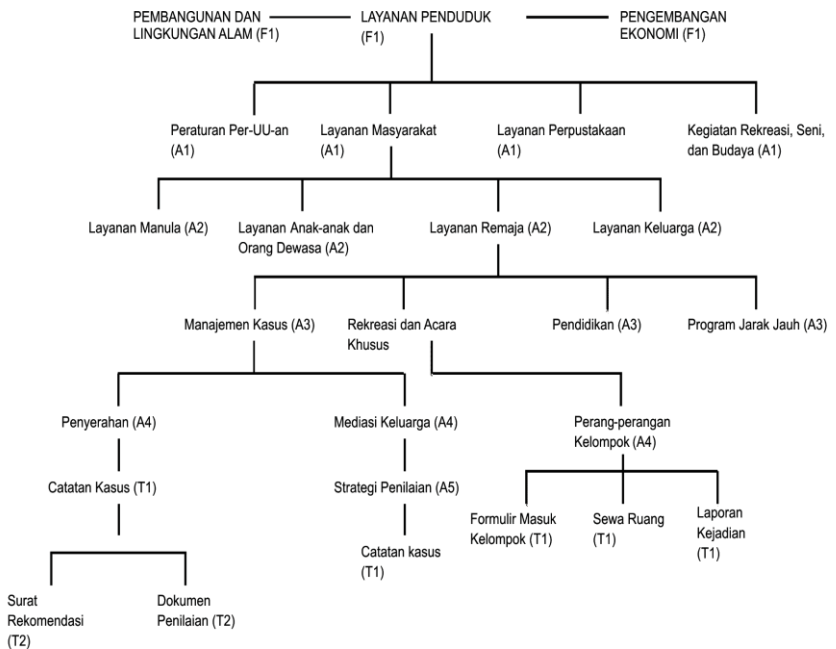 PEMBANGUNAN DAN
LINGKUNGAN ALAM (F1)
LAYANAN PENDUDUK
(F1)
PENGEMBANGAN
EKONOMI (F1)
Peraturan Per-UU-an
(A1)
Layanan Masyarakat
(A1)
Layanan Perpustakaan
(A1)
Kegiatan Rekreasi, Seni,
dan Budaya (A1)
Layanan Manula (A2)
Layanan Anak-anak dan
Orang Dewasa (A2)
Layanan Remaja (A2)
Layanan Keluarga (A2)
Manajemen Kasus (A3)
Rekreasi dan Acara
Khusus
Pendidikan (A3)
Program Jarak Jauh (A3)
Penyerahan (A4)
Mediasi Keluarga (A4)
Perang-perangan
Kelompok (A4)
Catatan Kasus (T1)
Strategi Penilaian (A5)
Formulir Masuk
Kelompok (T1)
Sewa Ruang
(T1)
Laporan
Kejadian
(T1)
Catatan kasus
(T1)
Surat
Rekomendasi
(T2)
Dokumen
Penilaian (T2)